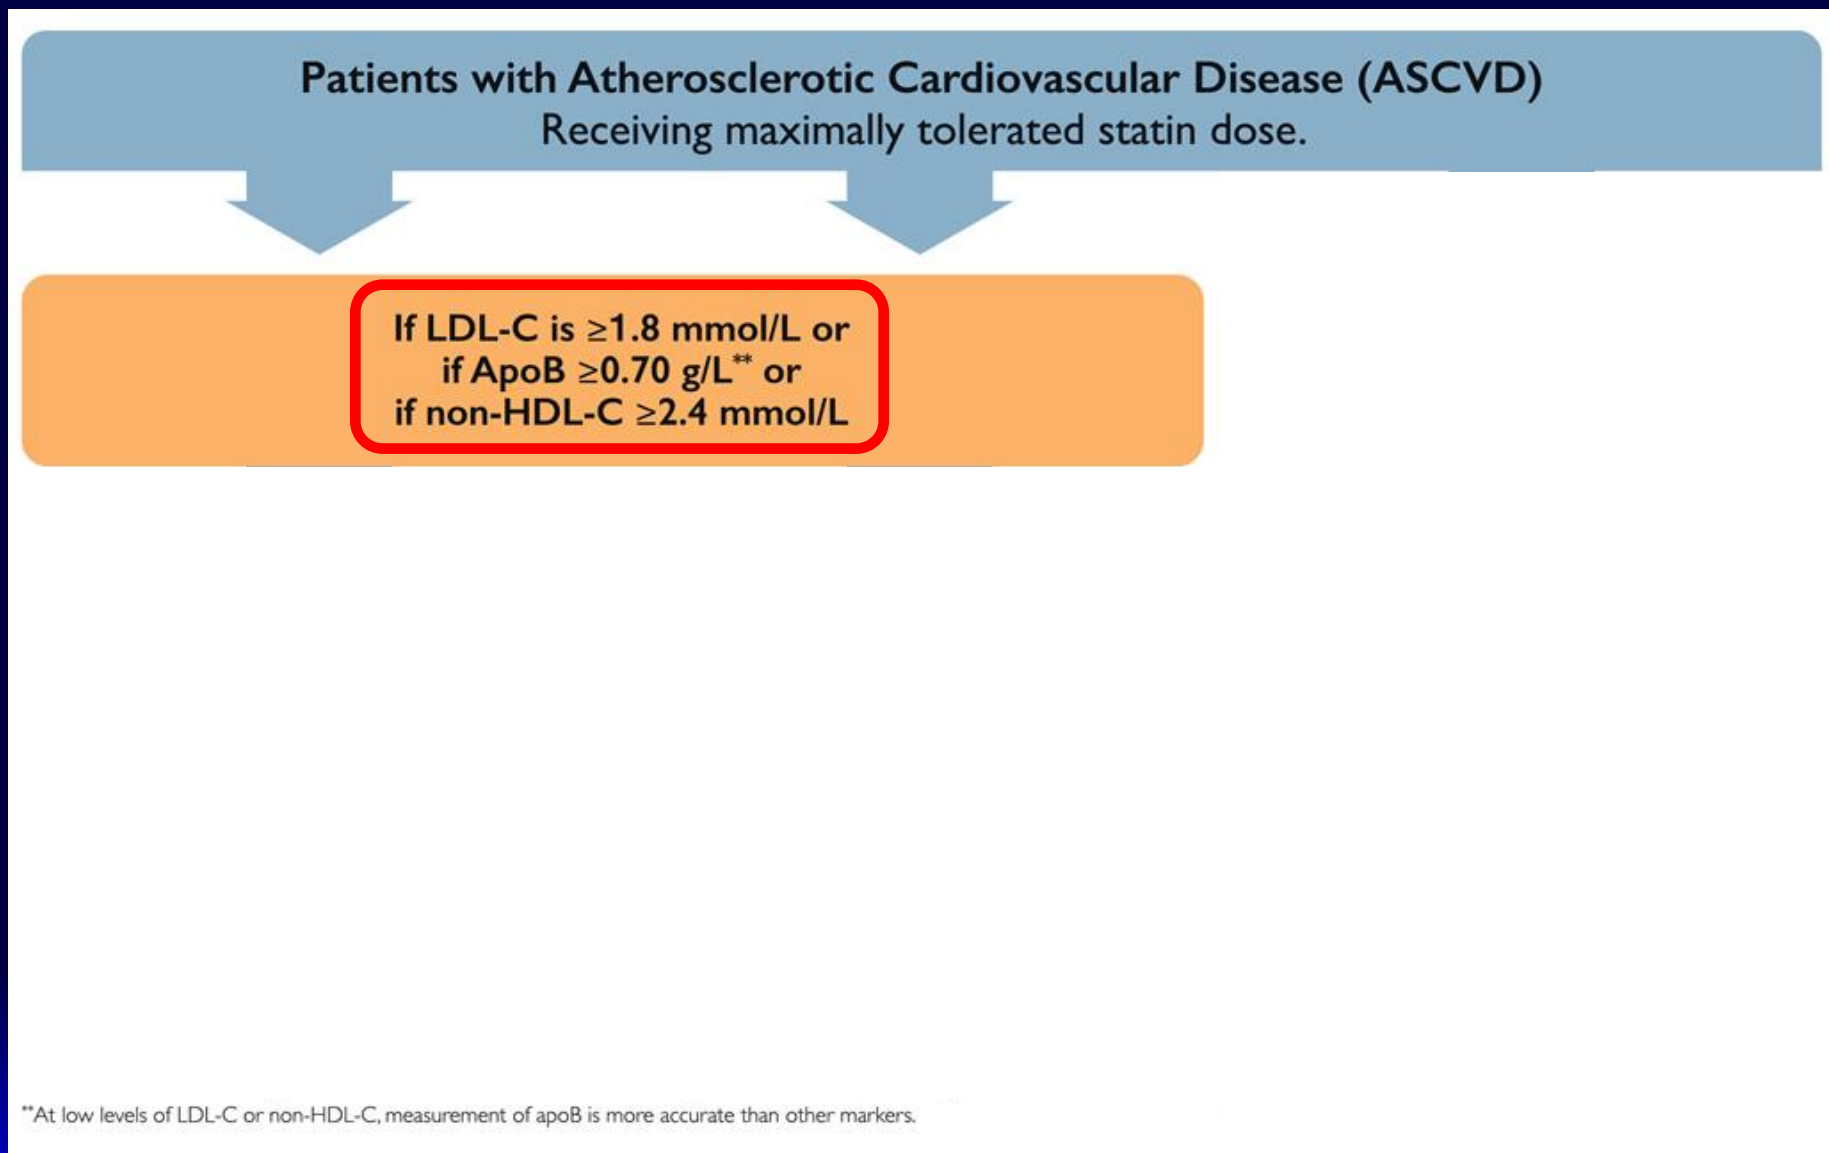 Patients with Atherosclerotic Cardiovascular Disease (ASCVD)
Receiving maximally tolerated statin dose.
If LDL-C is ≥1.8 mmol/L or
if ApoB ≥0.70 g/L** or
if non-HDL-C ≥2.4 mmol/L
**At low levels of LDL-C or non-HDL-C, measurement of apoB is more accurate than other markers.